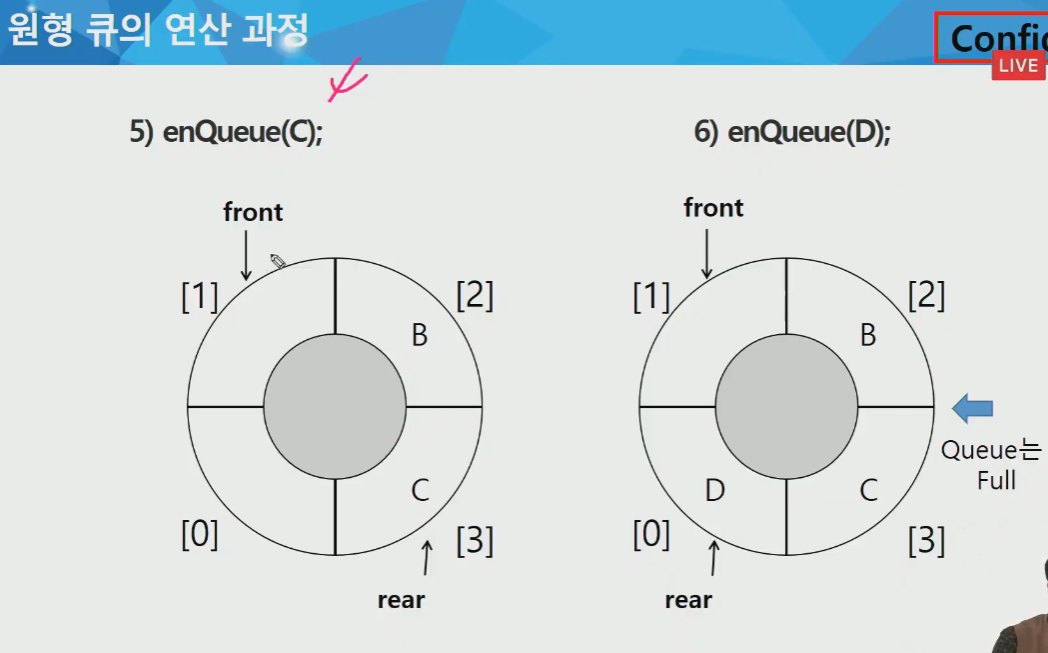 원형 큐의 연산 과정
LIVE
5) enQueue(C);
6) enQueue(D);
front
front
[1]
[2]
[1]
[2]
B
B
Queue는
Full
C
D
C
[0]
[3]
[0]
[3]
rear
rear